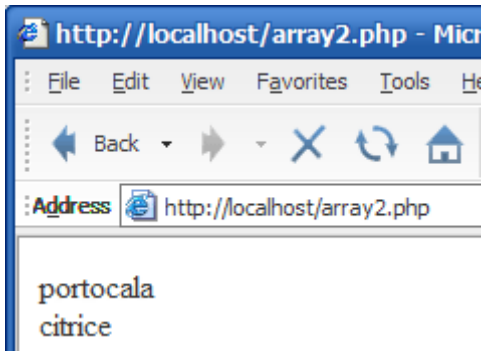 http://localhost/array2.php - Micr
File Edit View Favorites Tools He
Back
Address http://localhost/array2.php
portocala
citrice